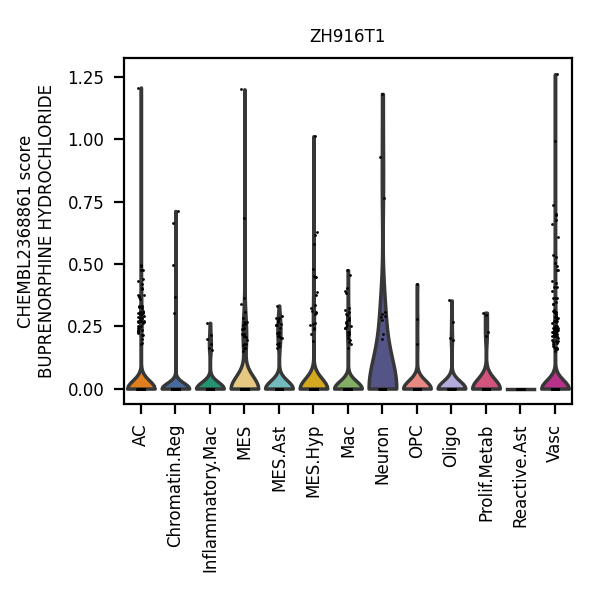 ZH916T1
CHEMBL2368861 score
BUPRENORPHINE HYDROCHLORIDE
1.25
1.00
0.75
0.50
0.25
0.00
AC
Chromatin.Reg
Inflammatory.Mac
MES
MES.Ast
MES.Hyp
Mac
Neuron
OPC
Oligo
Prolif.Metab
Reactive.Ast
Vasc